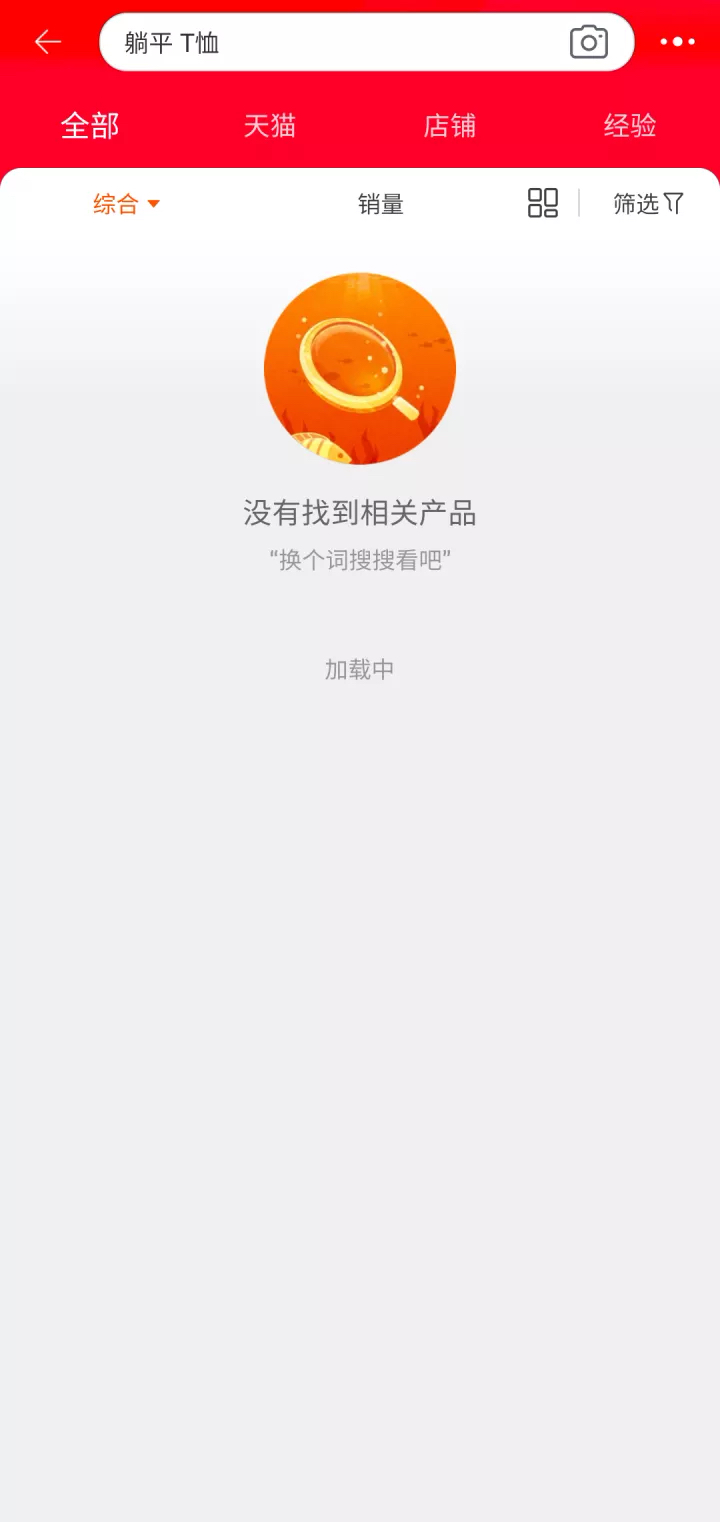 躺平 T恤
全部 天猫 店铺 经验
综合 销量 筛选
没有找到相关产品
“换个词搜搜看吧”
加载中